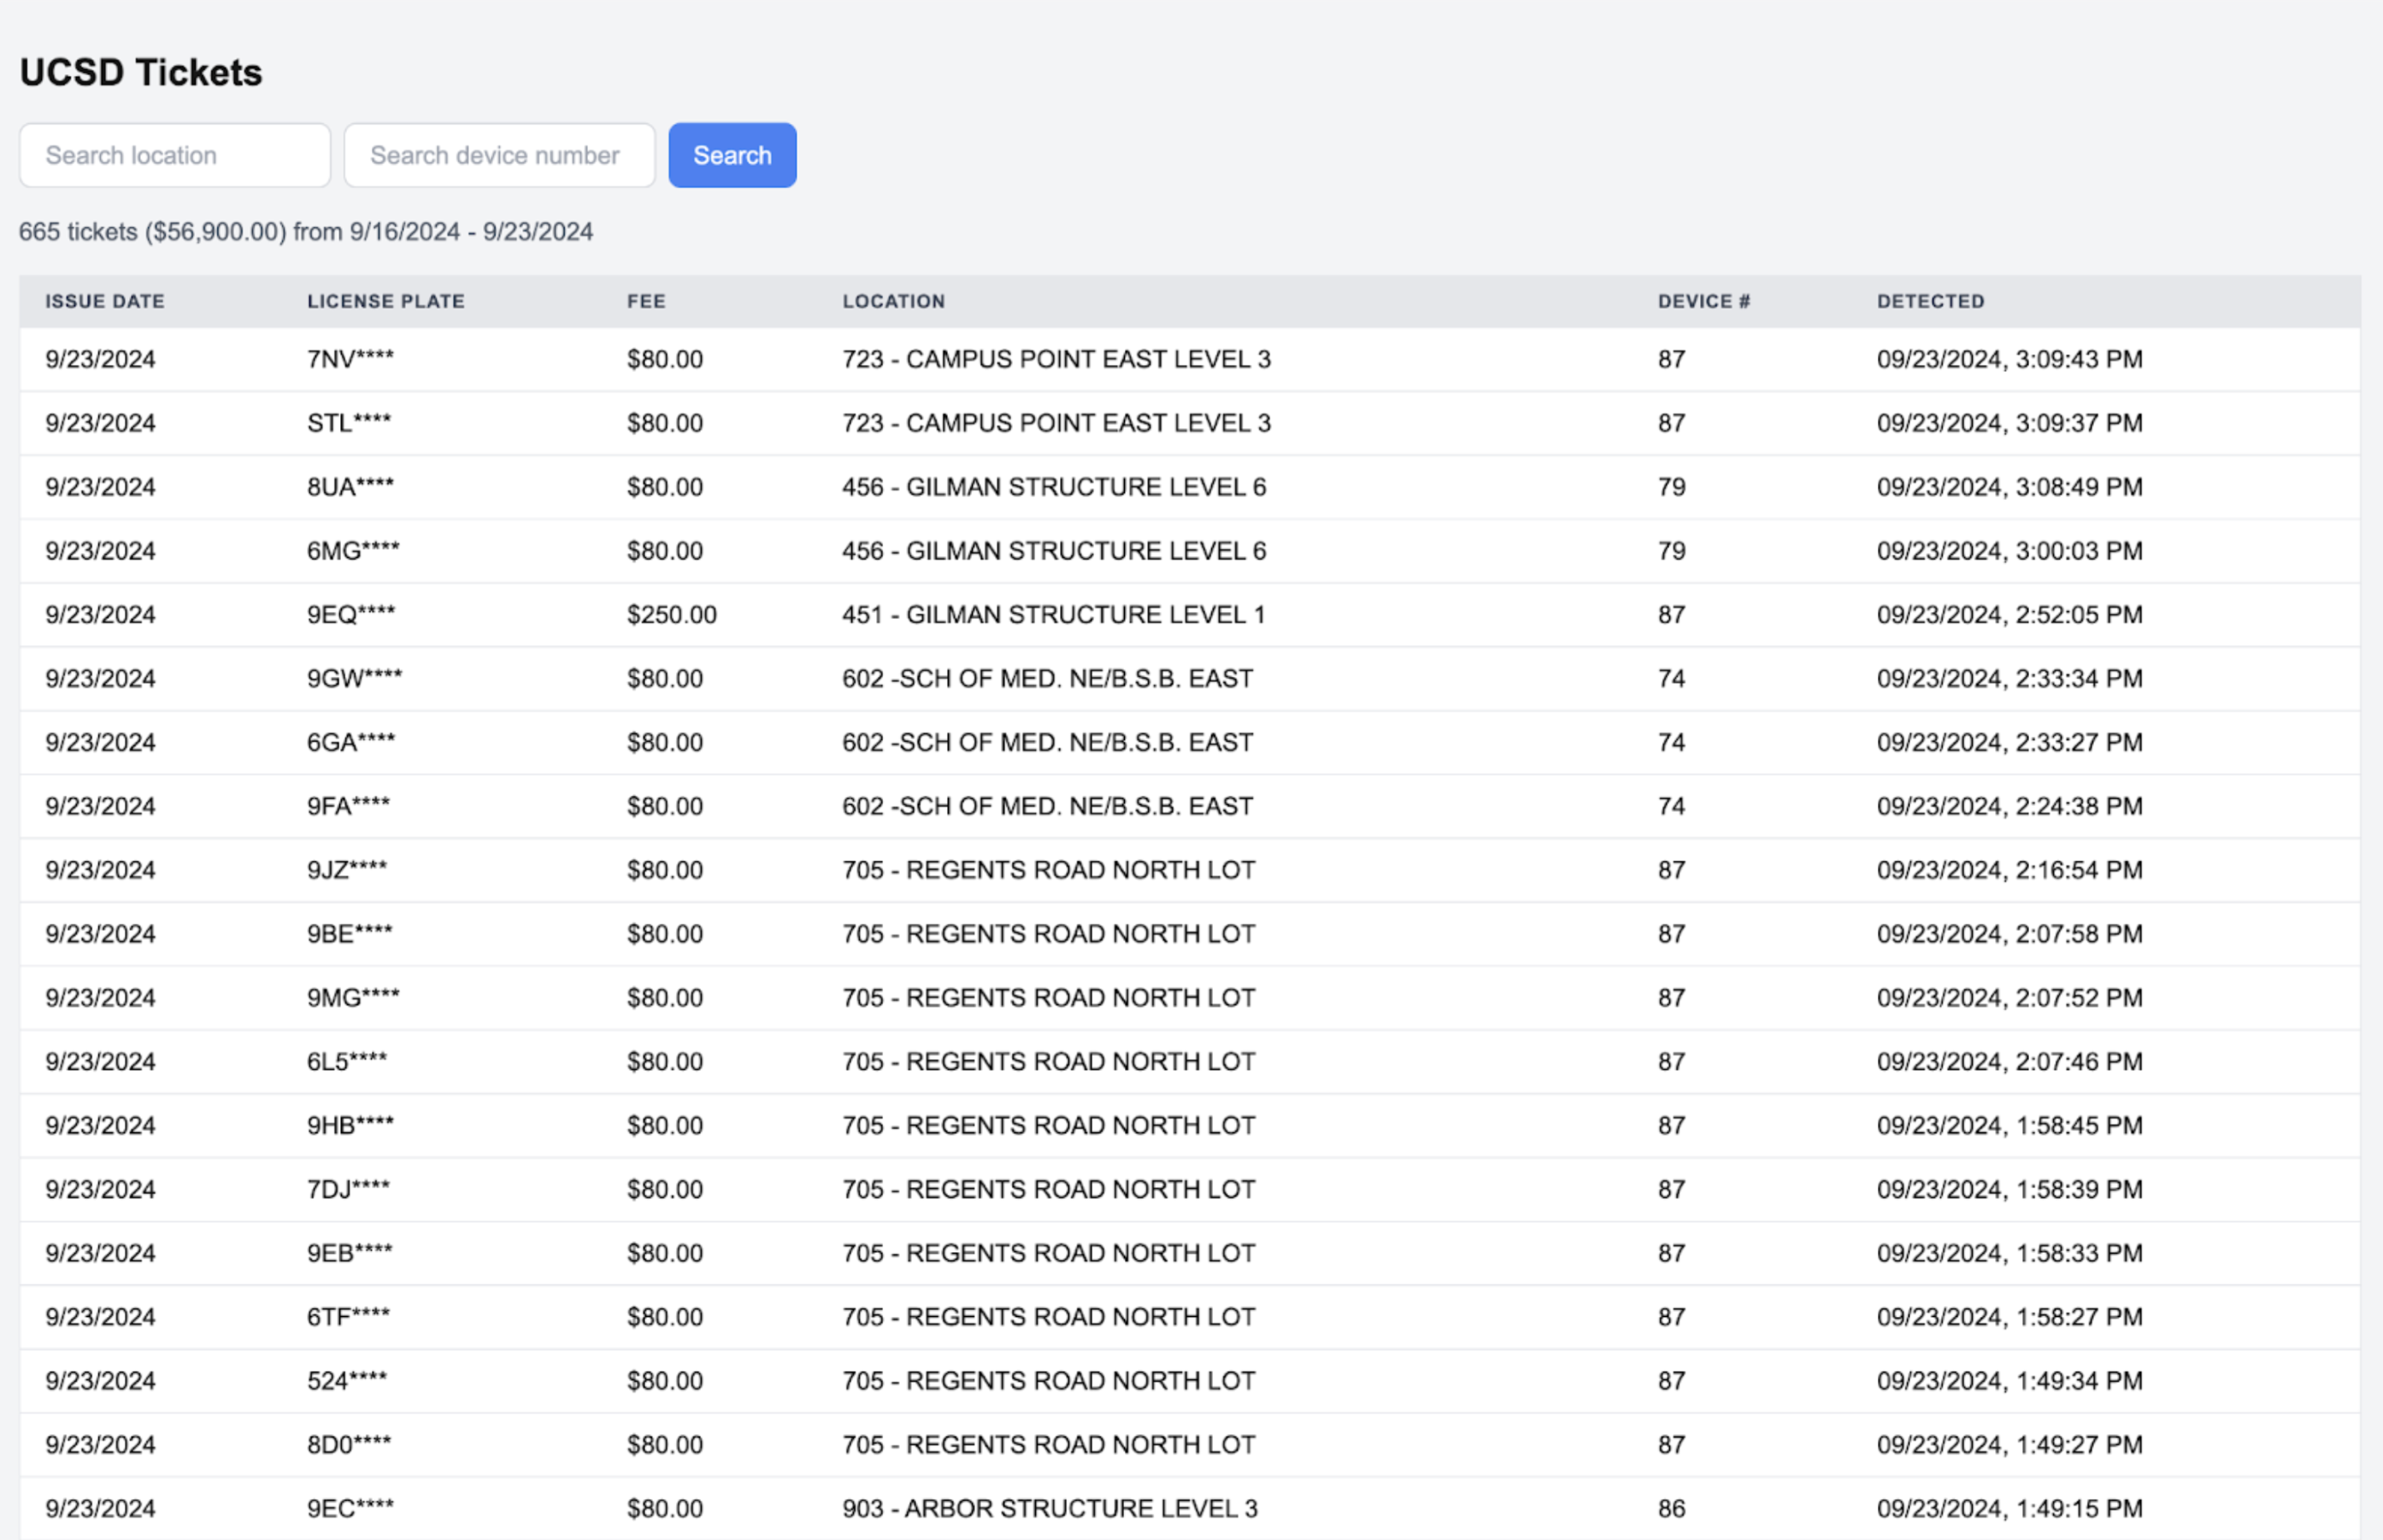 UCSD Tickets
Search location Search device number Search
665 tickets ($56,900.00) from 9/16/2024 - 9/23/2024
ISSUE DATE LICENSE PLATE FEE LOCATION DEVICE # DETECTED
9/23/2024 7NV**** $80.00 723 - CAMPUS POINT EAST LEVEL 3 87 09/23/2024, 3:09:43 PM
9/23/2024 STL**** $80.00 723 - CAMPUS POINT EAST LEVEL 3 87 09/23/2024, 3:09:37 PM
9/23/2024 8UA**** $80.00 456 - GILMAN STRUCTURE LEVEL 6 79 09/23/2024, 3:08:49 PM
9/23/2024 6MG**** $80.00 456 - GILMAN STRUCTURE LEVEL 6 79 09/23/2024, 3:00:03 PM
9/23/2024 9EQ**** $250.00 451 - GILMAN STRUCTURE LEVEL 1 87 09/23/2024, 2:52:05 PM
9/23/2024 9GW**** $80.00 602 -SCH OF MED. NE/B.S.B. EAST 74 09/23/2024, 2:33:34 PM
9/23/2024 6GA**** $80.00 602 -SCH OF MED. NE/B.S.B. EAST 74 09/23/2024, 2:33:27 PM
9/23/2024 9FA**** $80.00 602 -SCH OF MED. NE/B.S.B. EAST 74 09/23/2024, 2:24:38 PM
9/23/2024 9JZ**** $80.00 705 - REGENTS ROAD NORTH LOT 87 09/23/2024, 2:16:54 PM
9/23/2024 9BE**** $80.00 705 - REGENTS ROAD NORTH LOT 87 09/23/2024, 2:07:58 PM
9/23/2024 9MG**** $80.00 705 - REGENTS ROAD NORTH LOT 87 09/23/2024, 2:07:52 PM
9/23/2024 6L5**** $80.00 705 - REGENTS ROAD NORTH LOT 87 09/23/2024, 2:07:46 PM
9/23/2024 9HB**** $80.00 705 - REGENTS ROAD NORTH LOT 87 09/23/2024, 1:58:45 PM
9/23/2024 7DJ**** $80.00 705 - REGENTS ROAD NORTH LOT 87 09/23/2024, 1:58:39 PM
9/23/2024 9EB**** $80.00 705 - REGENTS ROAD NORTH LOT 87 09/23/2024, 1:58:33 PM
9/23/2024 6TF**** $80.00 705 - REGENTS ROAD NORTH LOT 87 09/23/2024, 1:58:27 PM
9/23/2024 524**** $80.00 705 - REGENTS ROAD NORTH LOT 87 09/23/2024, 1:49:34 PM
9/23/2024 8D0**** $80.00 705 - REGENTS ROAD NORTH LOT 87 09/23/2024, 1:49:27 PM
9/23/2024 9EC**** $80.00 903 - ARBOR STRUCTURE LEVEL 3 86 09/23/2024, 1:49:15 PM